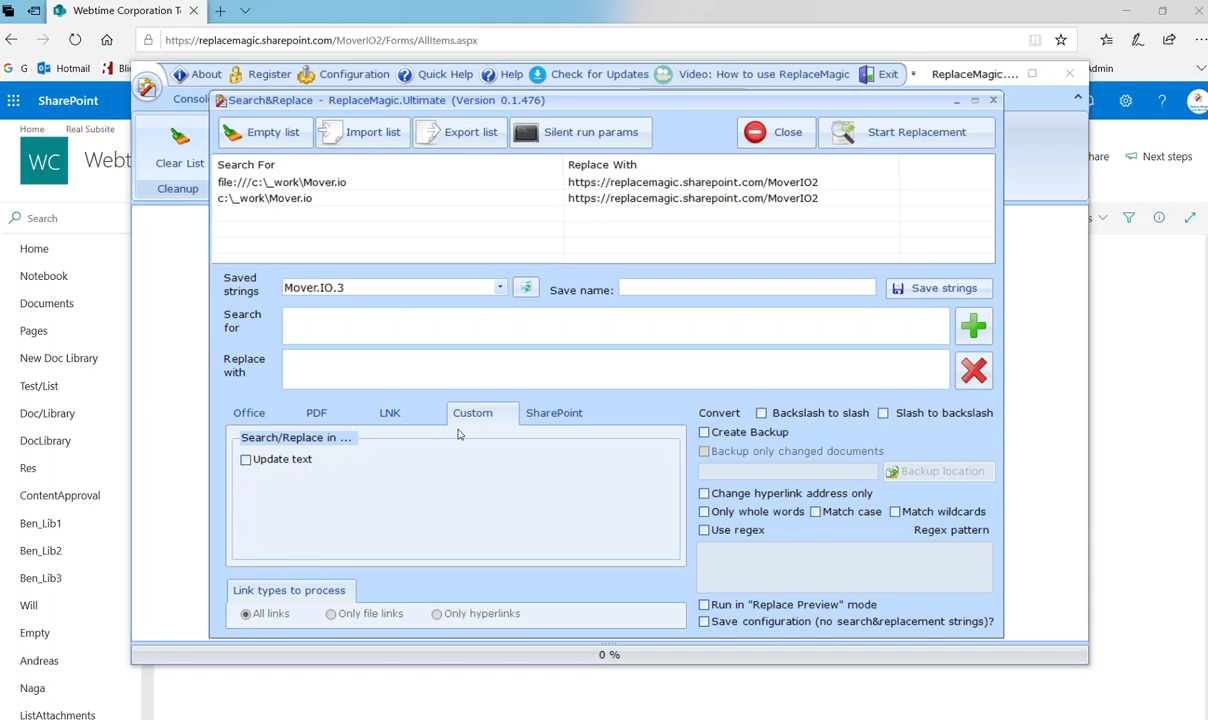 Webtime Corporation T
https://replacemagic.sharepoint.com/MoverIO2/Forms/AllItems.aspx
G Hotmail Bli
Admin
SharePoint
Home Real Subsite
WC Webt
hare Next steps
Search
Home
Notebook
Documents
Pages
New Doc Library
Test/List
Doc/Library
DocLibrary
Res
ContentApproval
Ben_Lib1
Ben_Lib2
Ben_Lib3
Will
Empty
Andreas
Naga
ListAttachments
About Register Configuration Quick Help Help Check for Updates Video: How to use ReplaceMagic Exit ReplaceMagic....
Consol
Clear List
Cleanup
Search&Replace - ReplaceMagic.Ultimate (Version 0.1.476)
Empty list Import list Export list Silent run params Close Start Replacement
Search For Replace With
file:///c:\_work\Mover.io https://replacemagic.sharepoint.com/MoverIO2
c:\_work\Mover.io https://replacemagic.sharepoint.com/MoverIO2
Saved
strings
Mover.IO.3 Save name: Save strings
Search
for
Replace
with
Office PDF LNK Custom SharePoint
Search/Replace in ...
Update text
Link types to process
All links Only file links Only hyperlinks
Convert Backslash to slash Slash to backslash
Create Backup
Backup only changed documents
Backup location
Change hyperlink address only
Only whole words Match case Match wildcards
Use regex Regex pattern
Run in "Replace Preview" mode
Save configuration (no search&replacement strings)?
0 %